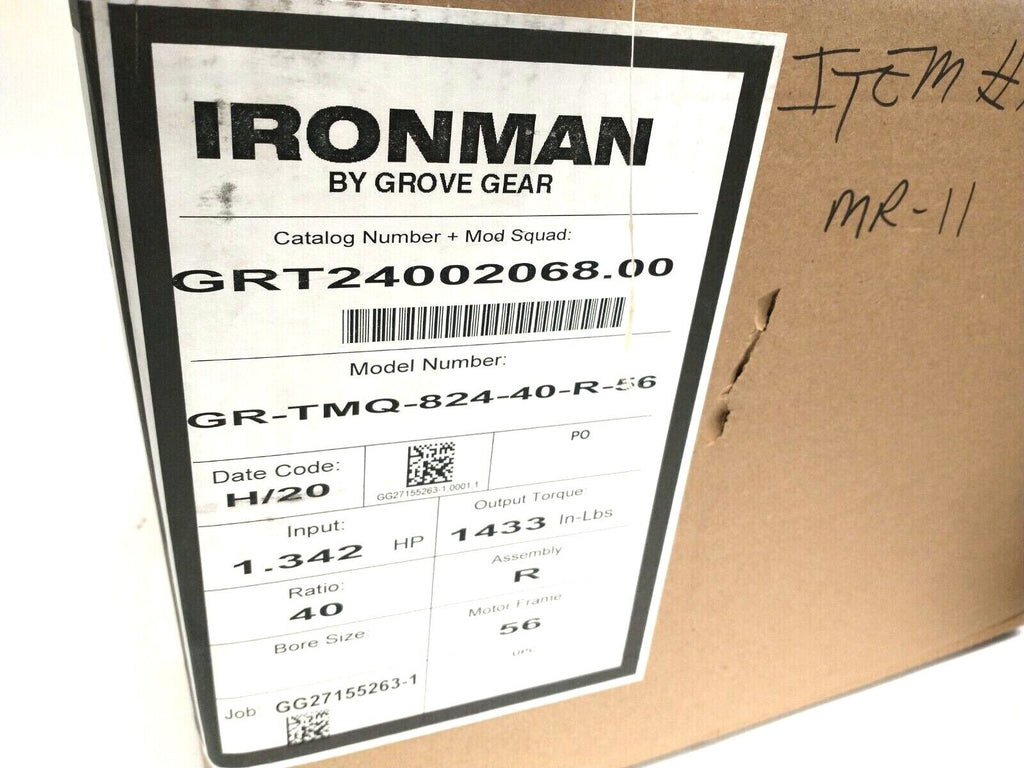 IRONMAN
BY GROVE GEAR
Catalog Number + Mod Squad:
GRT24002068.00
Model Number:
GR-TMQ-824-40-R-56
Date Code:
H/20
GG27155263-1.0001.1
PO
Input:
1.342 HP
Output Torque:
1433 In-Lbs
Ratio:
40
Assembly
R
Bore Size:
Motor Frame
56
UPC
Job GG27155263-1
ITEM #
MR-11